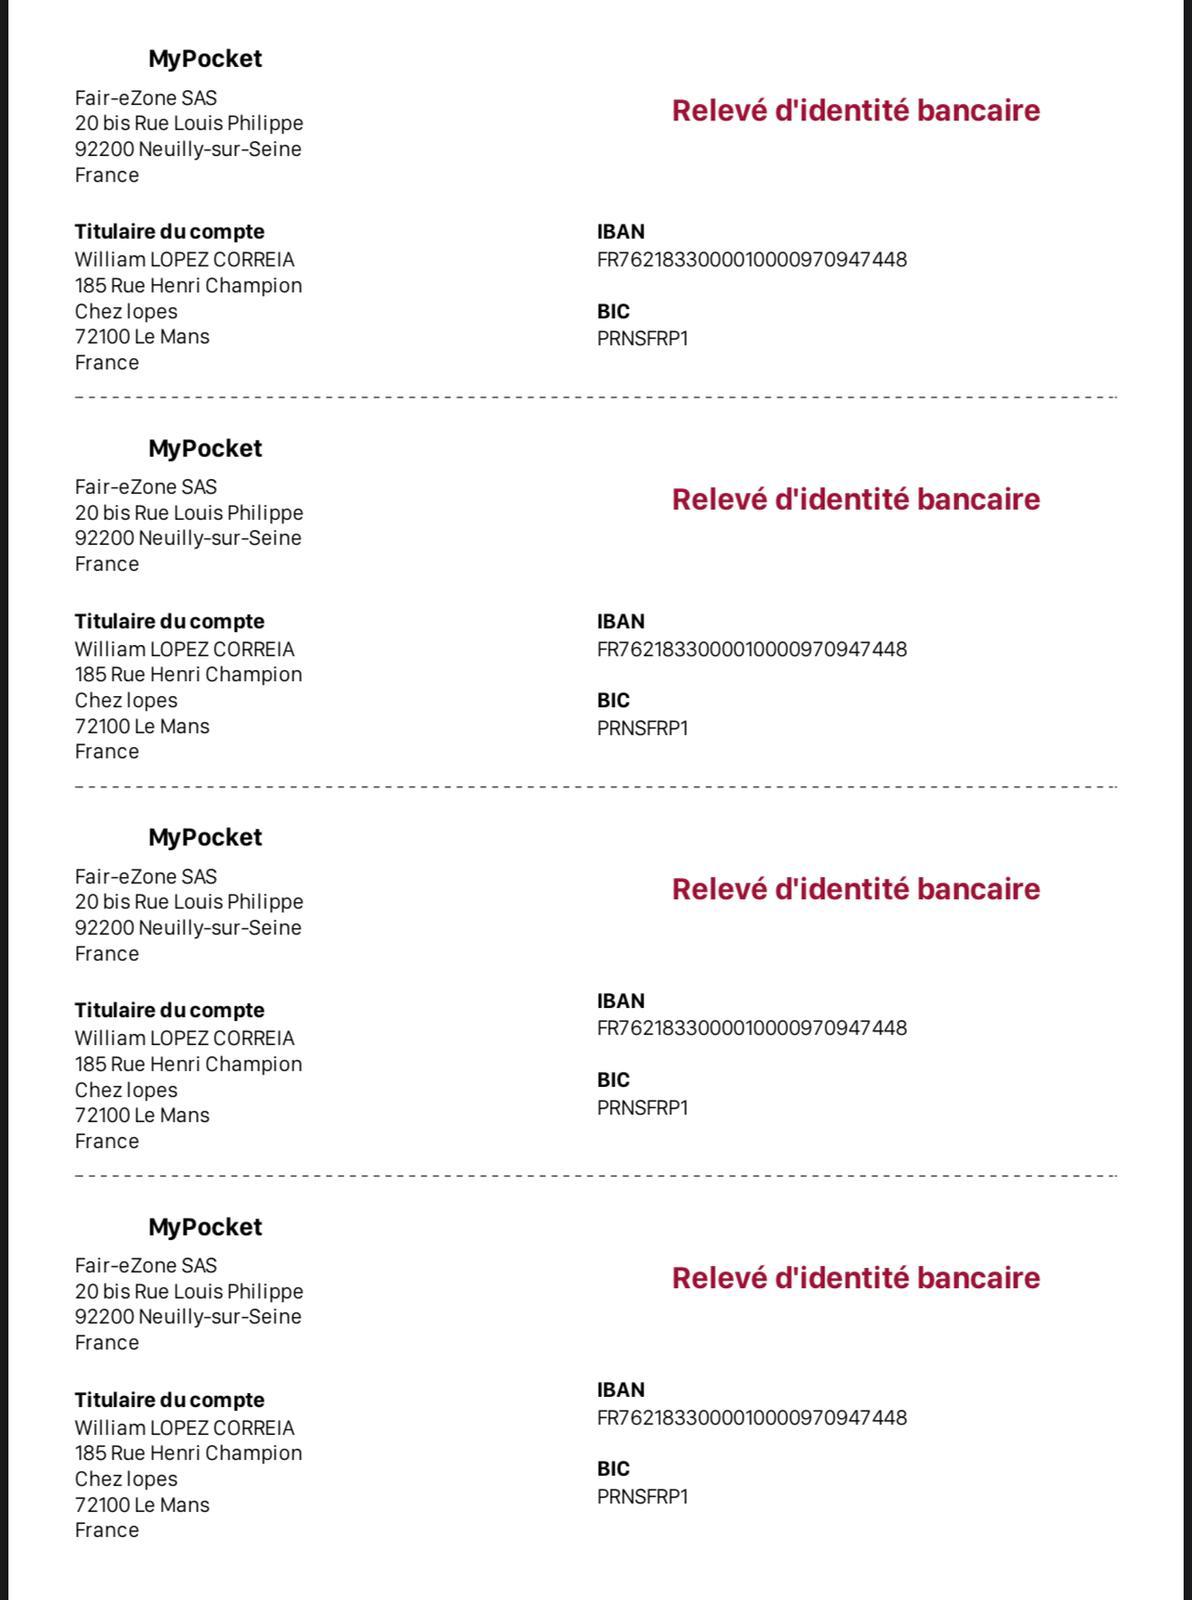 MyPocket
Fair-eZone SAS
20 bis Rue Louis Philippe
92200 Neuilly-sur-Seine
France
Relevé d'identité bancaire
Titulaire du compte
William LOPEZ CORREIA
185 Rue Henri Champion
Chez lopes
72100 Le Mans
France
IBAN
FR7621833000010000970947448
BIC
PRNSFRP1
MyPocket
Fair-eZone SAS
20 bis Rue Louis Philippe
92200 Neuilly-sur-Seine
France
Relevé d'identité bancaire
Titulaire du compte
William LOPEZ CORREIA
185 Rue Henri Champion
Chez lopes
72100 Le Mans
France
IBAN
FR7621833000010000970947448
BIC
PRNSFRP1
MyPocket
Fair-eZone SAS
20 bis Rue Louis Philippe
92200 Neuilly-sur-Seine
France
Relevé d'identité bancaire
Titulaire du compte
William LOPEZ CORREIA
185 Rue Henri Champion
Chez lopes
72100 Le Mans
France
IBAN
FR7621833000010000970947448
BIC
PRNSFRP1
MyPocket
Fair-eZone SAS
20 bis Rue Louis Philippe
92200 Neuilly-sur-Seine
France
Relevé d'identité bancaire
Titulaire du compte
William LOPEZ CORREIA
185 Rue Henri Champion
Chez lopes
72100 Le Mans
France
IBAN
FR7621833000010000970947448
BIC
PRNSFRP1